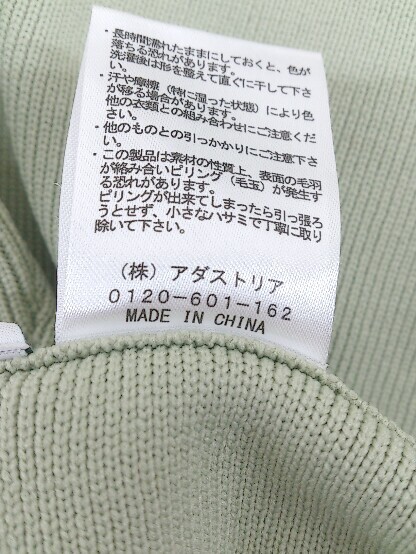 ・長時間濡れたままにしておくと、色が
落ちる恐れがあります。
洗濯後は形を整えて直ぐに干して下さ
い。
・汗や摩擦（特に湿った状態）により色
が移る場合があります。
他の衣類との組み合わせにご注意くだ
さい。
・他のものとの引っかかりにご注意下さ
い。
・この製品は素材の性質上、表面の毛羽
が絡み合いピリング（毛玉）が発生す
る恐れがあります。
ピリングが出来てしまったら引っ張ろ
うとせず、小さなハサミで丁寧に取り
除いて下さい。
（株）アダストリア
0120-601-162
MADE IN CHINA